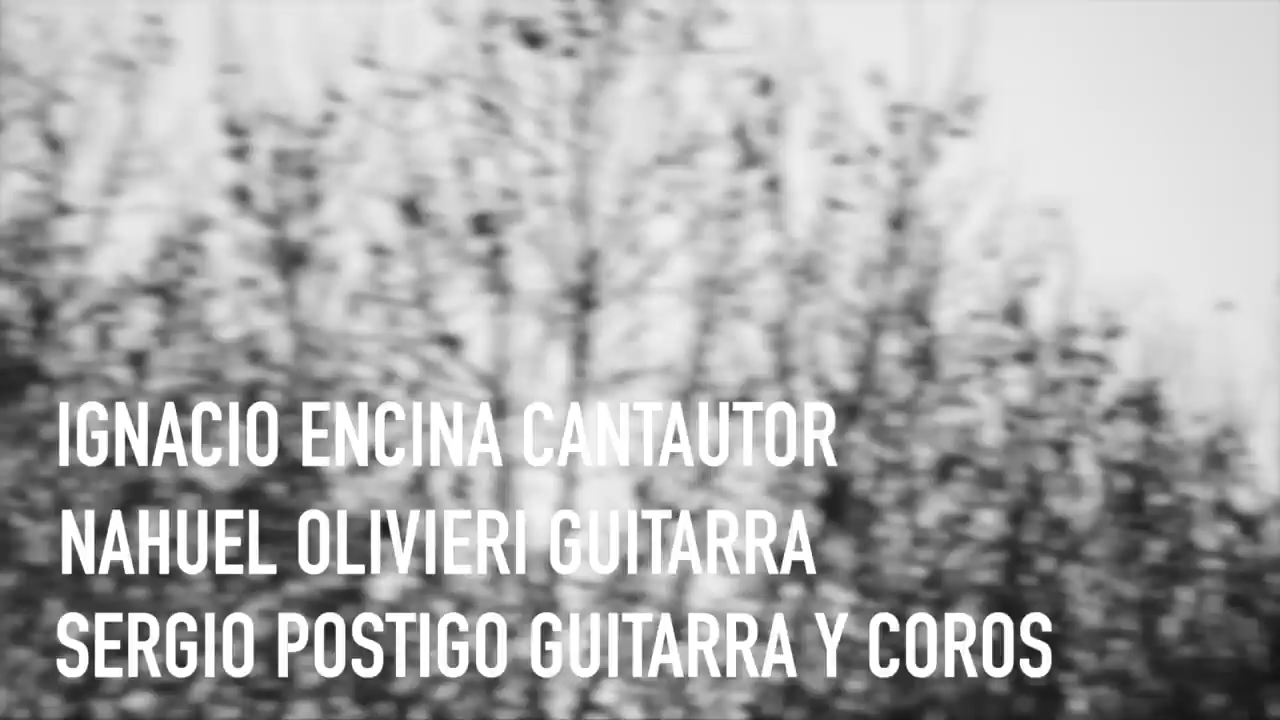 IGNACIO ENCINA CANTAUTOR
NAHUEL OLIVIERI GUITARRA
SERGIO POSTIGO GUITARRA Y COROS